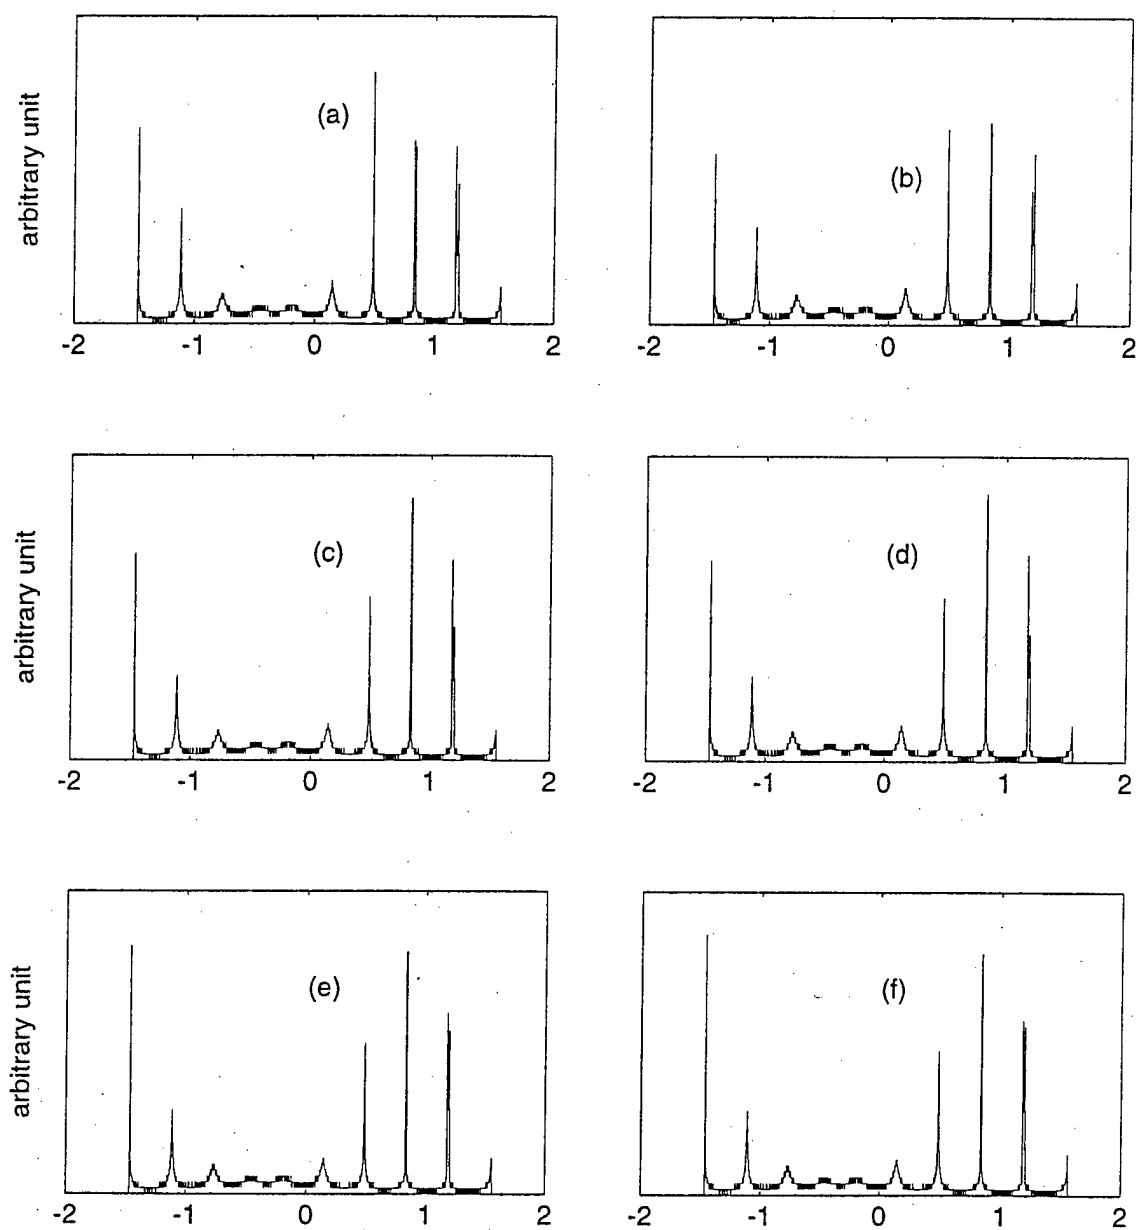 arbitrary unit
(a)
-2 -1 0 1 2
(b)
-2 -1 0 1 2
arbitrary unit
(c)
-2 -1 0 1 2
(d)
-2 -1 0 1 2
arbitrary unit
(e)
-2 -1 0 1 2
(f)
-2 -1 0 1 2